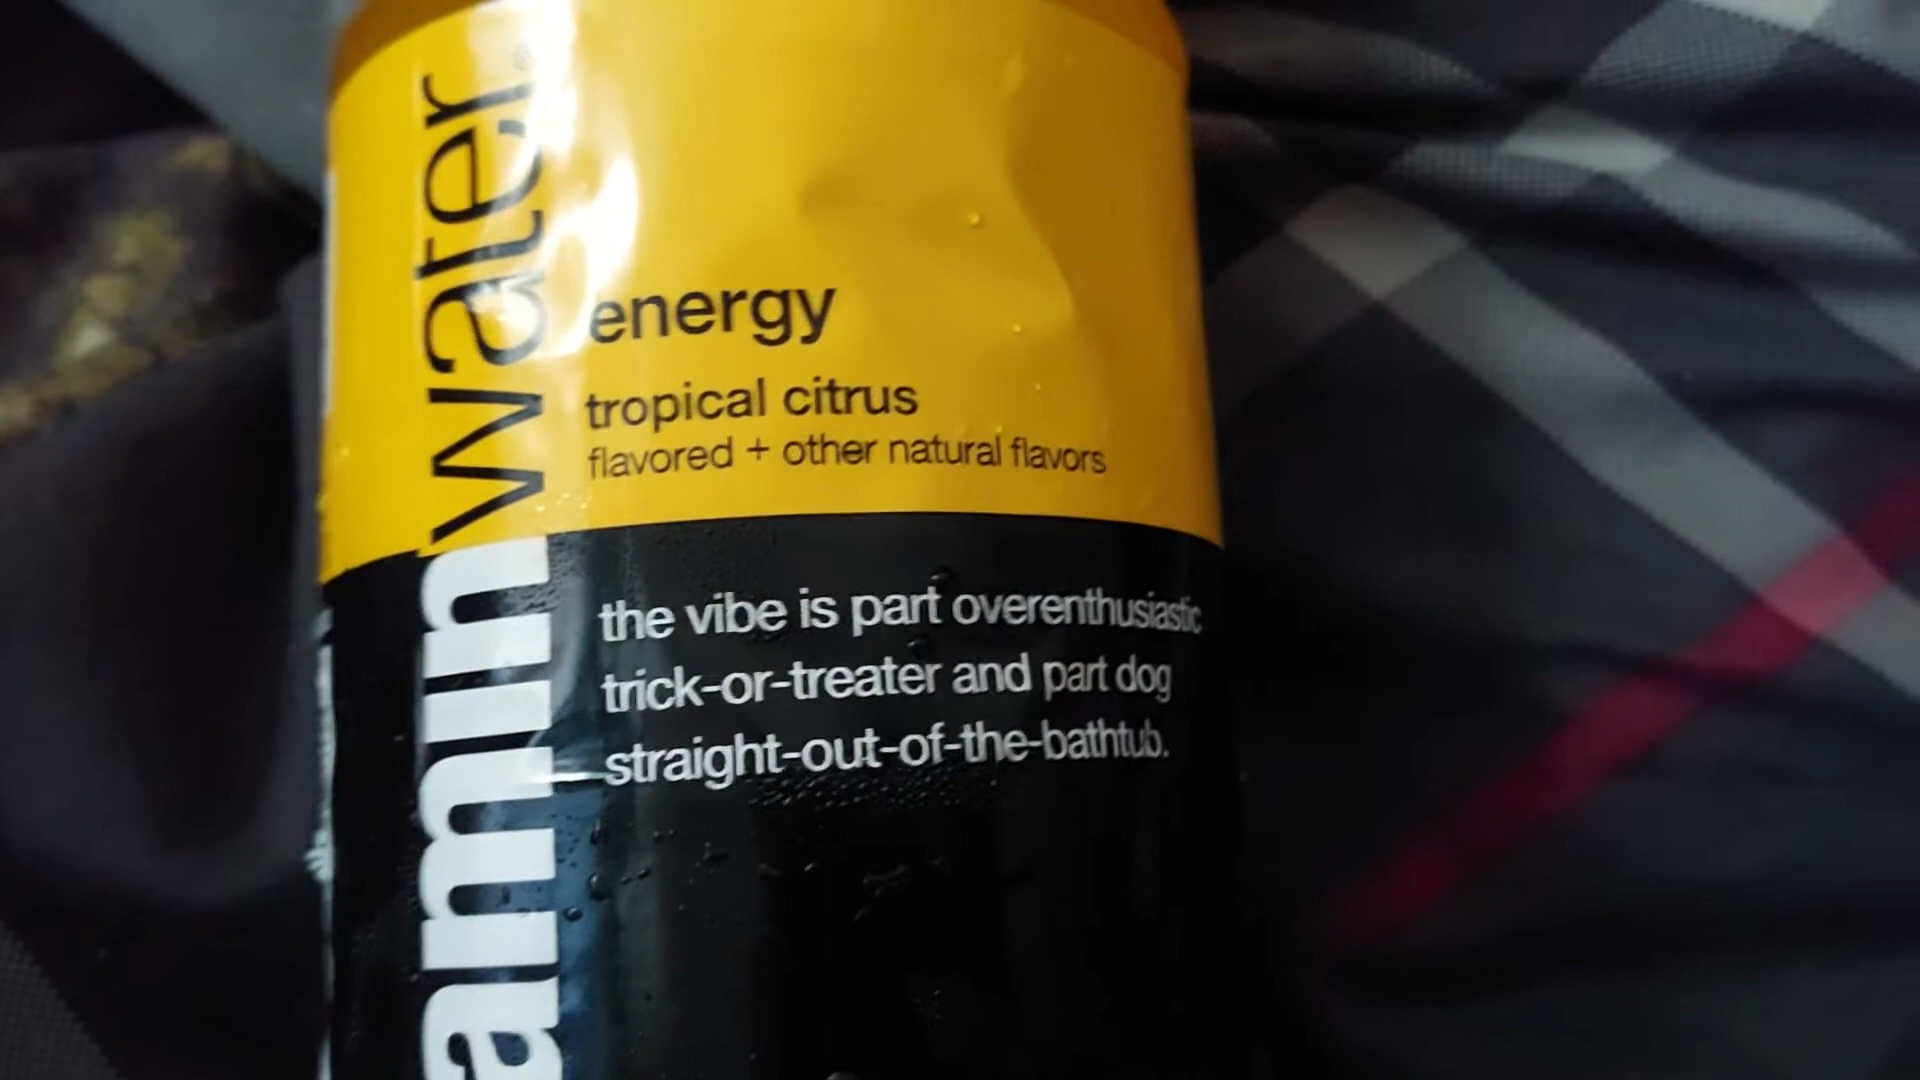 water
energy
tropical citrus
flavored + other natural flavors
amin
the vibe is part overenthusiastic
trick-or-treater and part dog
straight-out-of-the-bathtub.